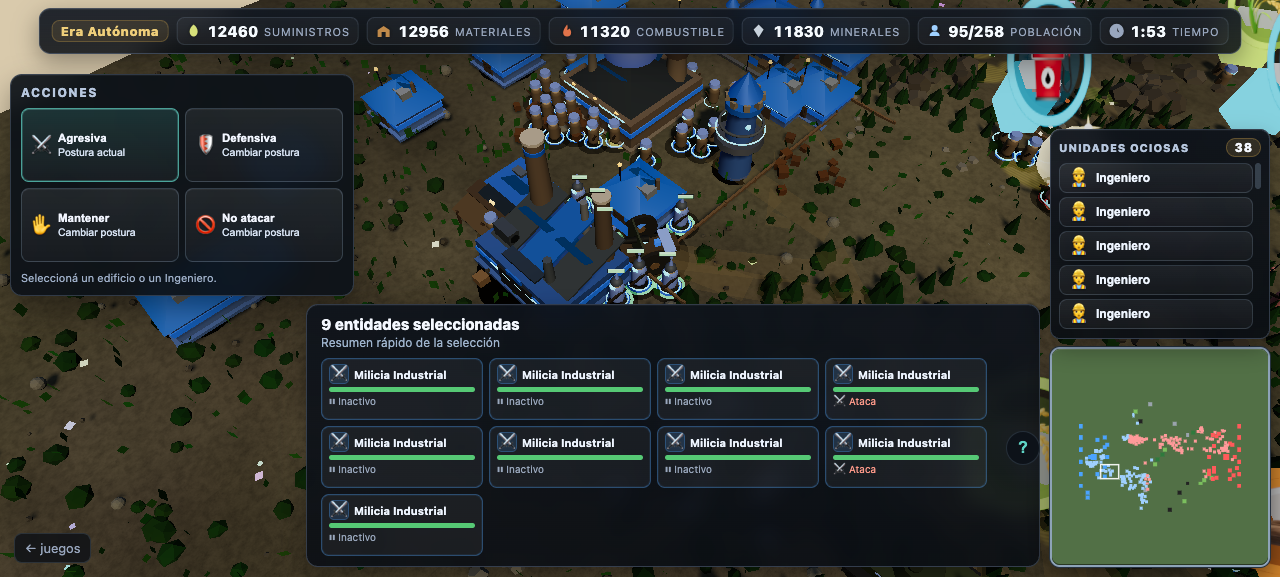 Era Autónoma
12460 SUMINISTROS
12956 MATERIALES
11320 COMBUSTIBLE
11830 MINERALES
95/258 POBLACIÓN
1:53 TIEMPO
ACCIONES
Agresiva
Postura actual
Defensiva
Cambiar postura
Mantener
Cambiar postura
No atacar
Cambiar postura
Seleccioná un edificio o un Ingeniero.
UNIDADES OCIOSAS 38
Ingeniero
Ingeniero
Ingeniero
Ingeniero
Ingeniero
9 entidades seleccionadas
Resumen rápido de la selección
Milicia Industrial
Inactivo
Milicia Industrial
Inactivo
Milicia Industrial
Inactivo
Milicia Industrial
Ataca
Milicia Industrial
Inactivo
Milicia Industrial
Inactivo
Milicia Industrial
Inactivo
Milicia Industrial
Ataca
Milicia Industrial
Inactivo
?
← juegos